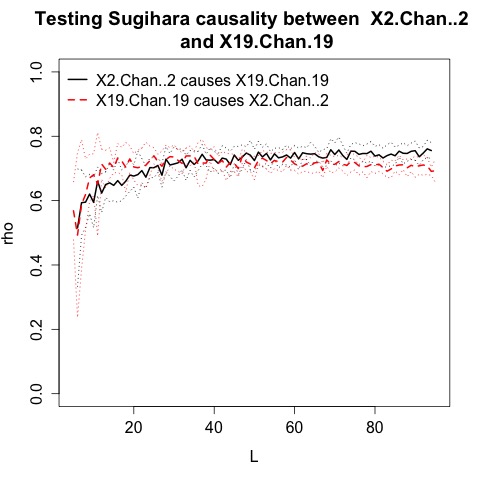 Testing Sugihara causality between  X2.Chan..2
and X19.Chan.19
X2.Chan..2 causes X19.Chan.19
X19.Chan.19 causes X2.Chan..2
1.0
0.8
0.6
0.4
0.2
0.0
rho
20 40 60 80
L